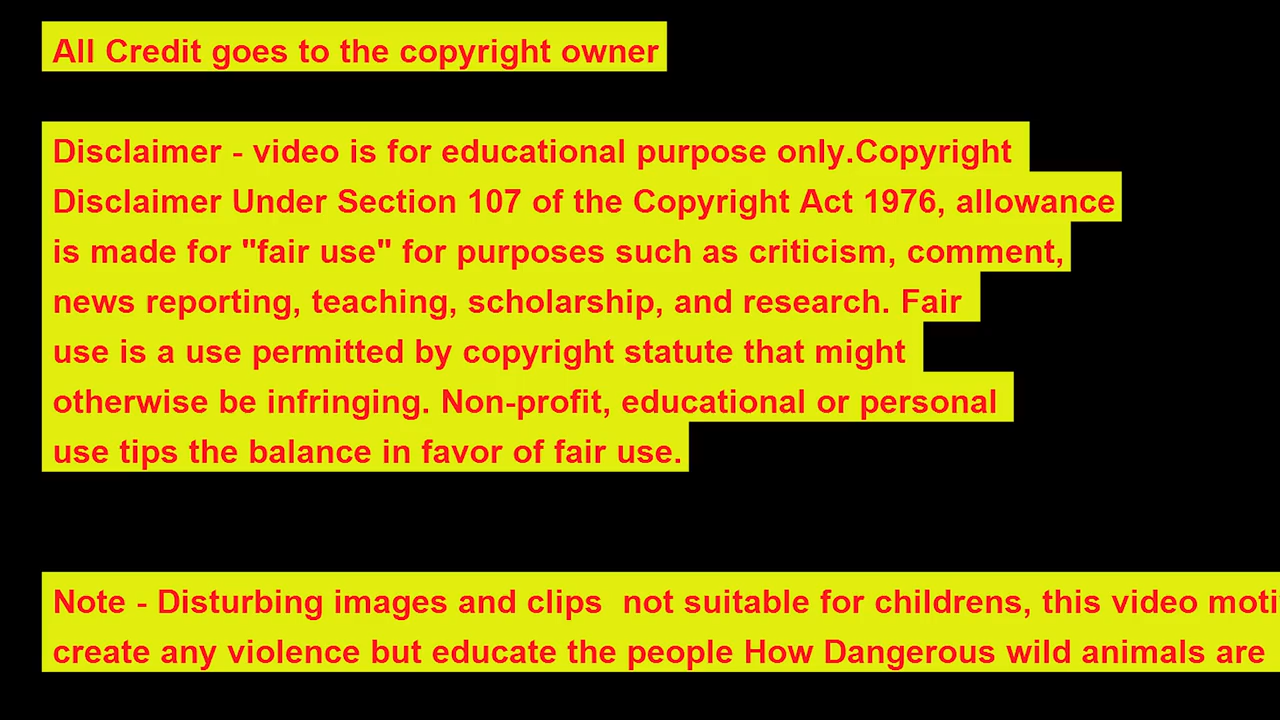 All Credit goes to the copyright owner
Disclaimer - video is for educational purpose only.Copyright
Disclaimer Under Section 107 of the Copyright Act 1976, allowance
is made for "fair use" for purposes such as criticism, comment,
news reporting, teaching, scholarship, and research. Fair
use is a use permitted by copyright statute that might
otherwise be infringing. Non-profit, educational or personal
use tips the balance in favor of fair use.
Note - Disturbing images and clips  not suitable for childrens, this video
create any violence but educate the people How Dangerous wild animals are